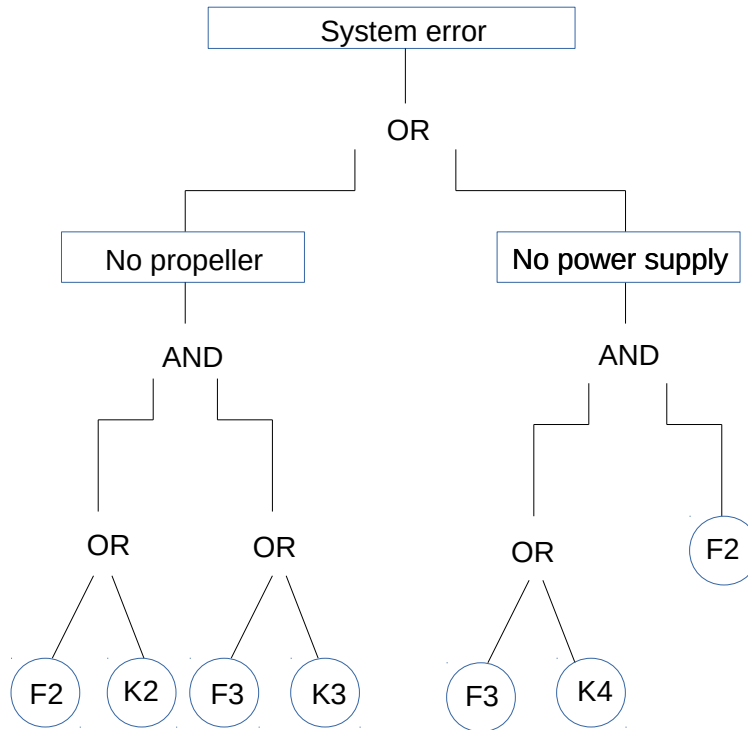 System error
OR
No propeller
No power supply
AND
AND
OR
OR
OR
F2
F2
K2
F3
K3
F3
K4